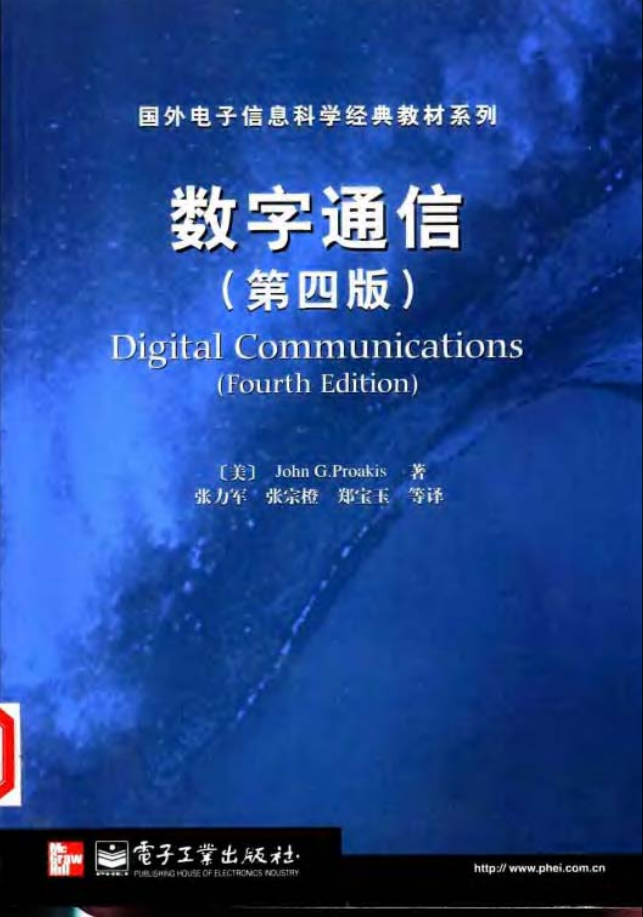 国外电子信息科学经典教材系列
数字通信
（第四版）
Digital Communications
(Fourth Edition)
〔美〕 John G.Proakis 著
张力军 张宗橙 郑宝玉 等译
Mc
Graw
Hill
電子工業出版社·
PUBLISHING HOUSE OF ELECTRONICS INDUSTRY
http:// www.phei.com.cn